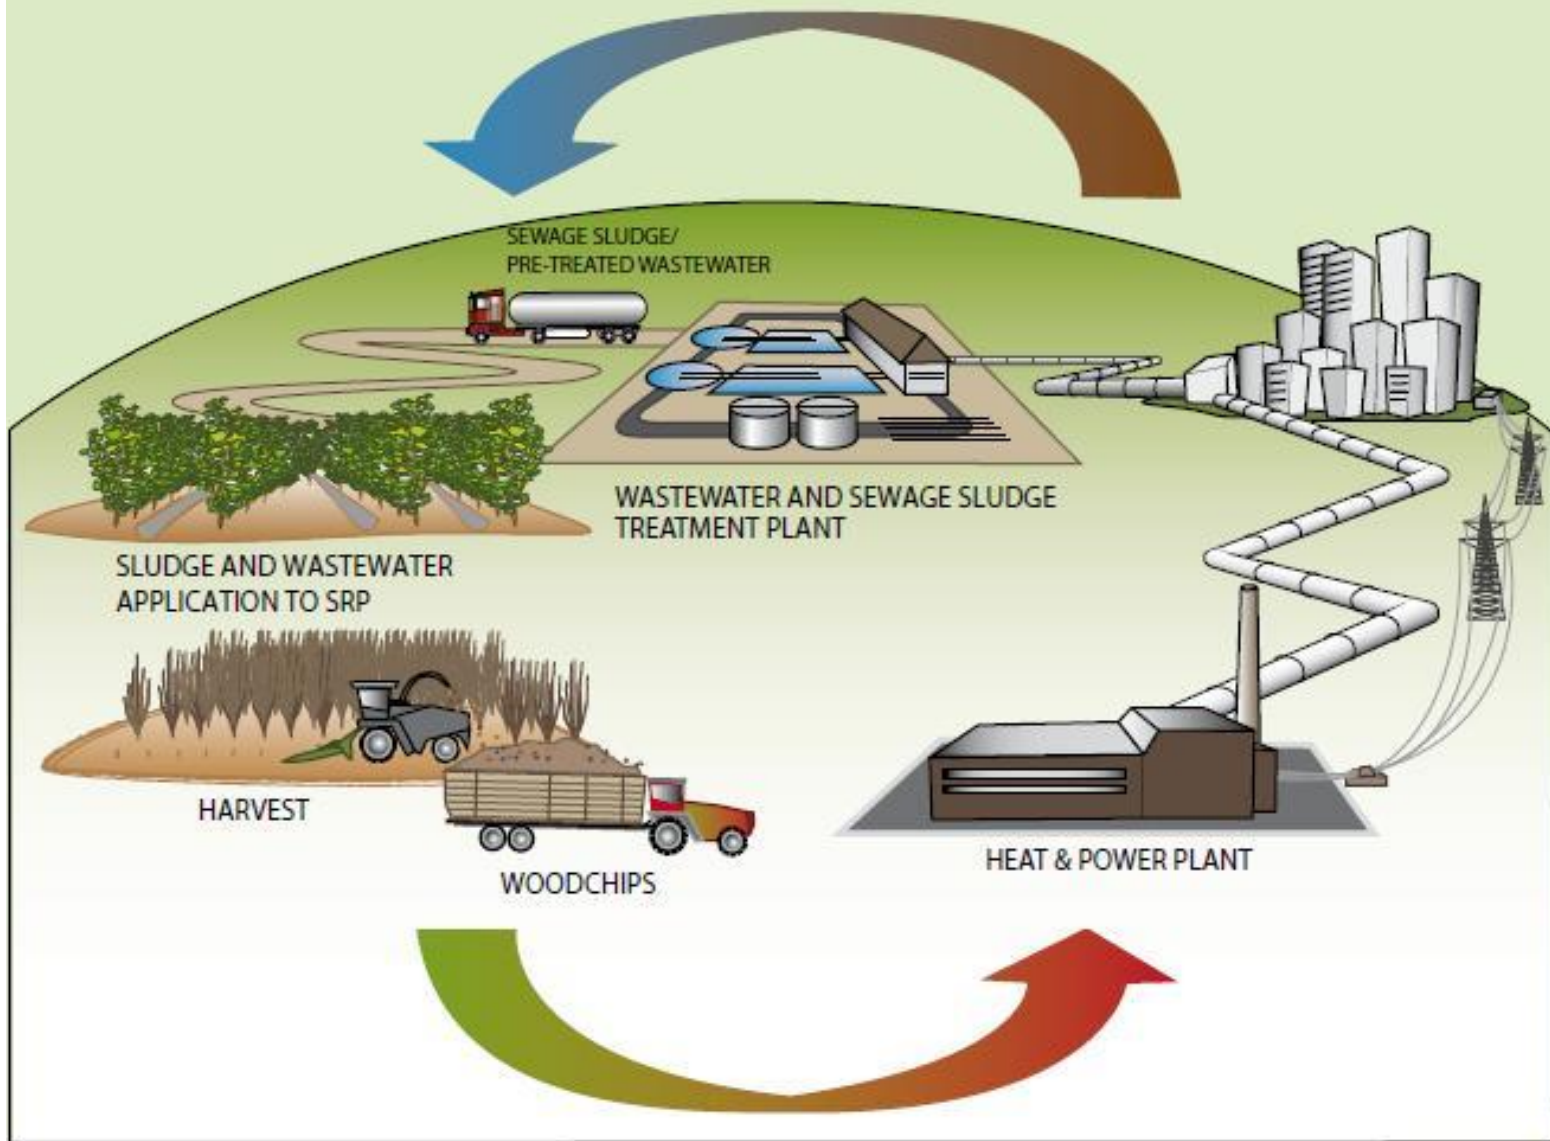 SEWAGE SLUDGE/
PRE-TREATED WASTEWATER
WASTEWATER AND SEWAGE SLUDGE
TREATMENT PLANT
SLUDGE AND WASTEWATER
APPLICATION TO SRP
HARVEST
WOODCHIPS
HEAT & POWER PLANT